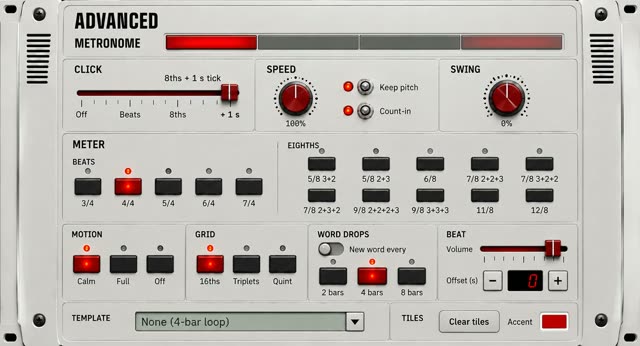 ADVANCED
METRONOME
CLICK
8ths + 1 s tick
Off Beats 8ths + 1 s
SPEED
100%
Keep pitch
Count-in
SWING
0%
METER
BEATS
3/4 4/4 5/4 6/4 7/4
EIGHTHS
5/8 3+2 5/8 2+3 6/8 7/8 2+2+3 7/8 3+2+2
7/8 2+3+2 9/8 2+2+2+3 9/8 3+3+3 11/8 12/8
MOTION
Calm Full Off
GRID
16ths Triplets Quint
WORD DROPS
New word every
2 bars 4 bars 8 bars
BEAT
Volume
Offset (s) − 0 +
TEMPLATE
None (4-bar loop)
TILES
Clear tiles
Accent